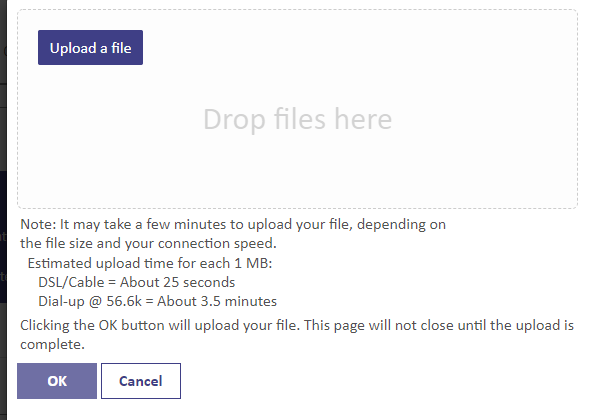 Upload a file
Drop files here
Note: It may take a few minutes to upload your file, depending on
the file size and your connection speed.
Estimated upload time for each 1 MB:
DSL/Cable = About 25 seconds
Dial-up @ 56.6k = About 3.5 minutes
Clicking the OK button will upload your file. This page will not close until the upload is
complete.
OK
Cancel